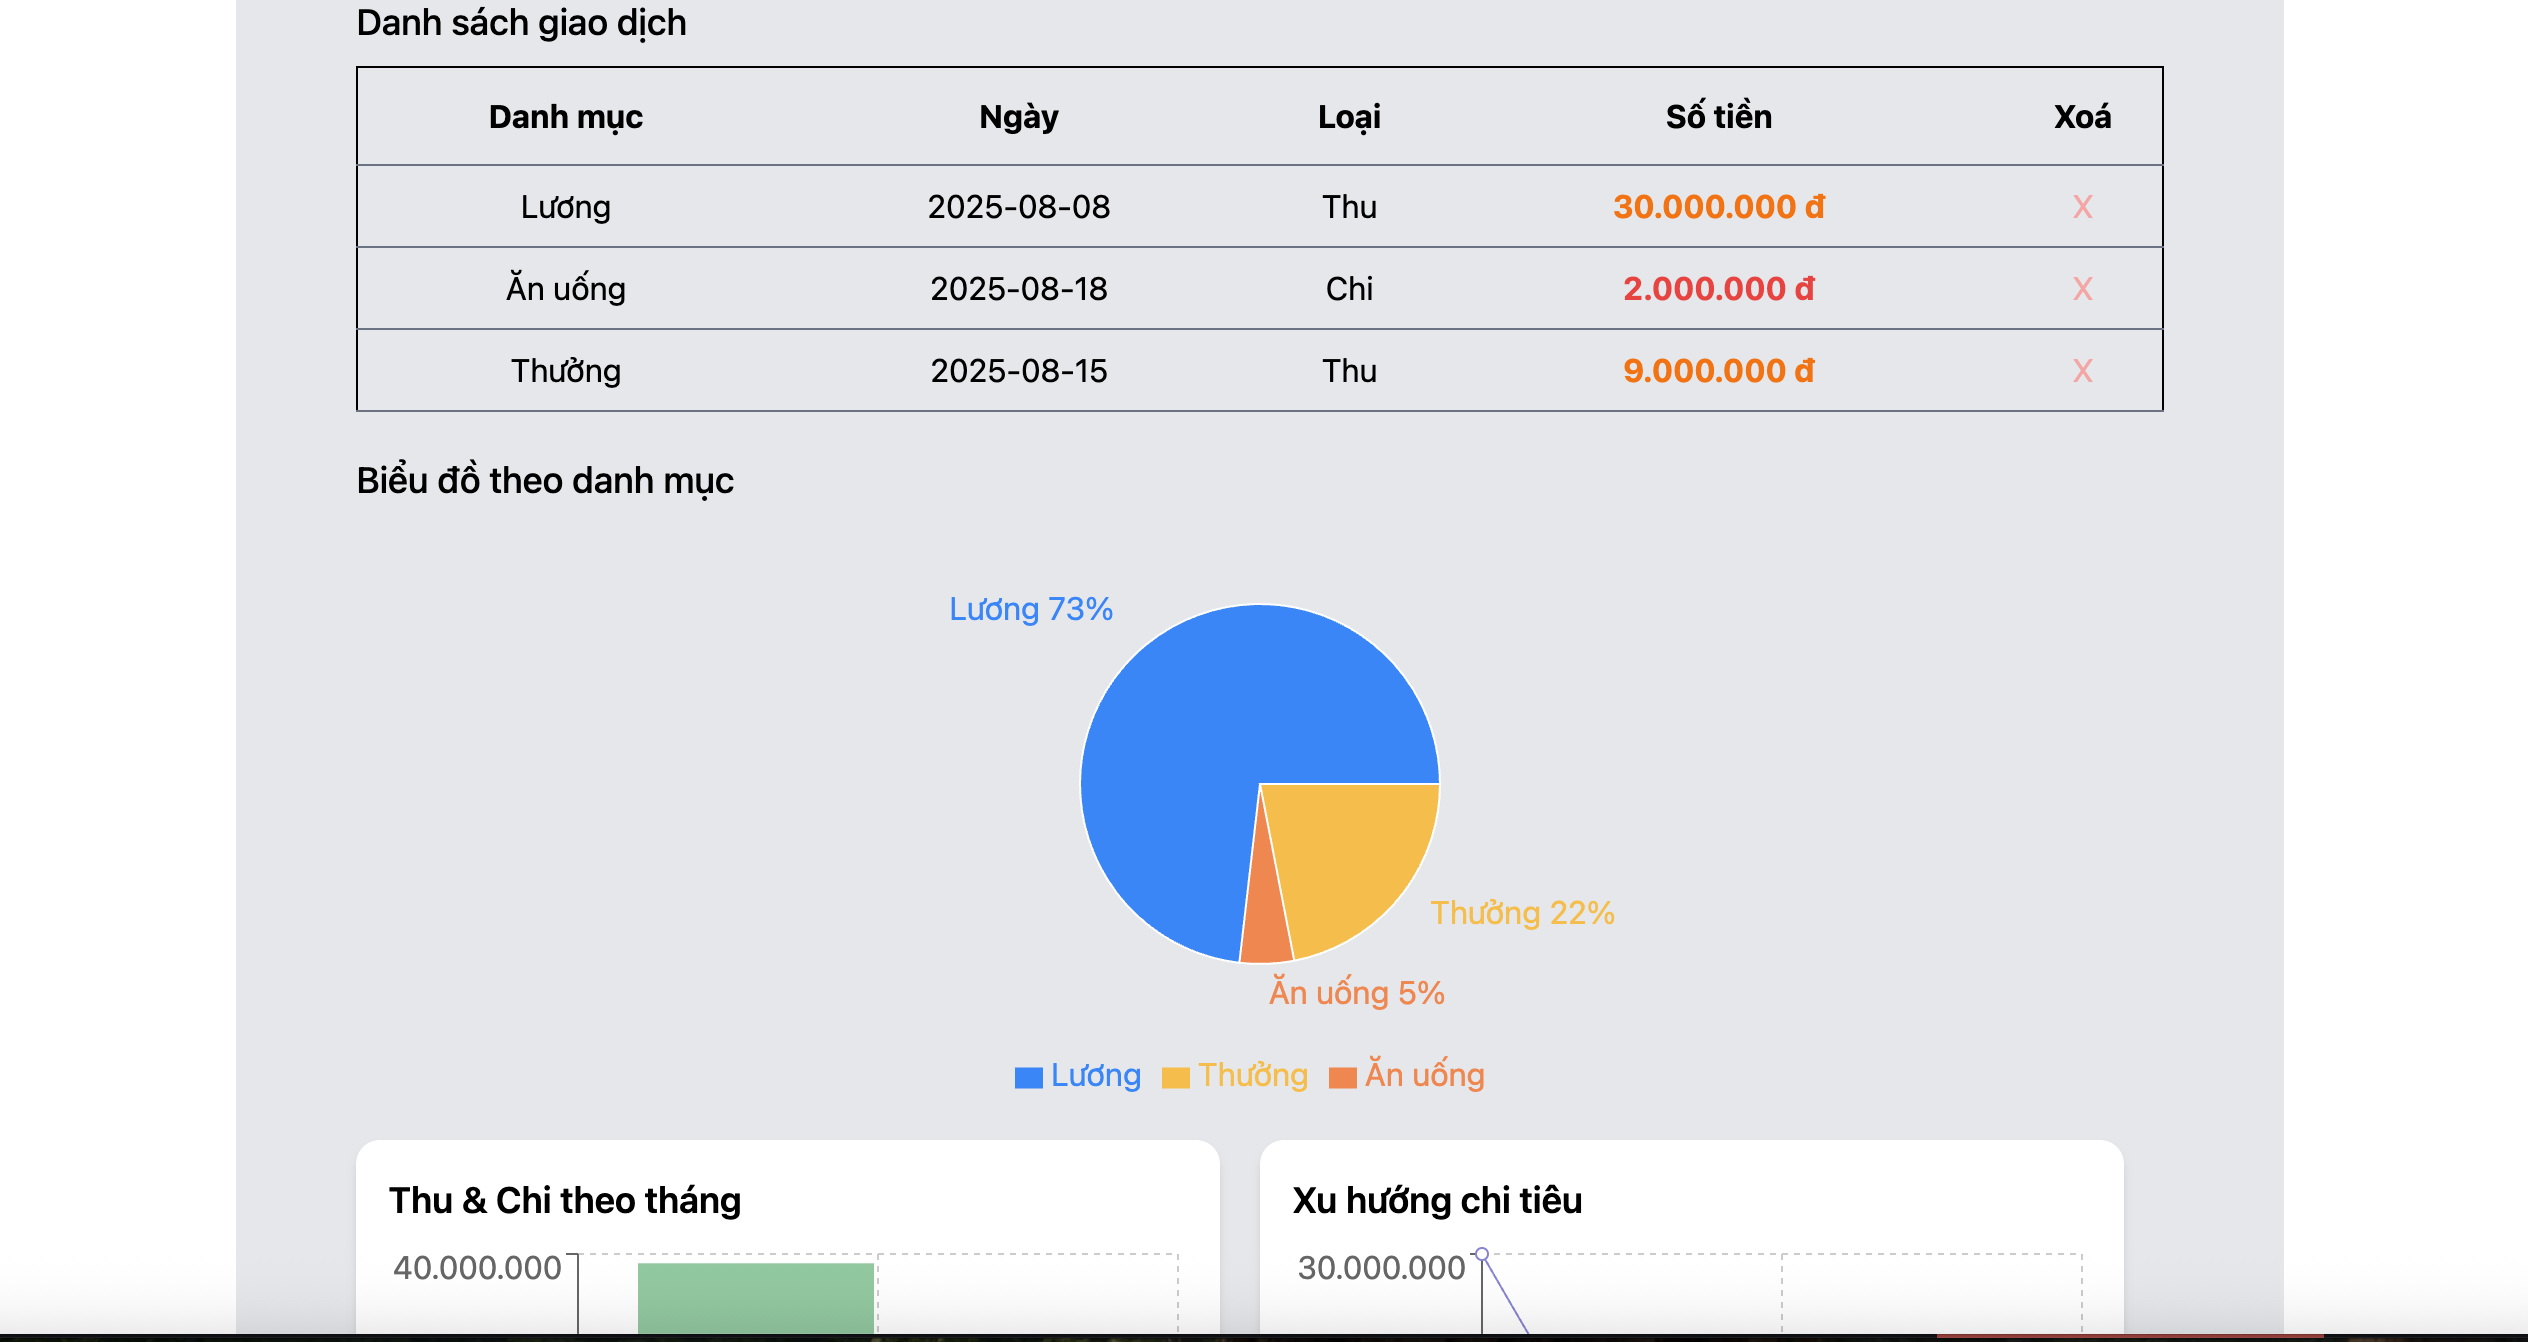 Danh sách giao dịch
Danh mục Ngày Loại Số tiền Xoá
Lương 2025-08-08 Thu 30.000.000 đ X
Ăn uống 2025-08-18 Chi 2.000.000 đ X
Thưởng 2025-08-15 Thu 9.000.000 đ X
Biểu đồ theo danh mục
Lương 73%
Thưởng 22%
Ăn uống 5%
Lương Thưởng Ăn uống
Thu & Chi theo tháng
40.000.000
Xu hướng chi tiêu
30.000.000